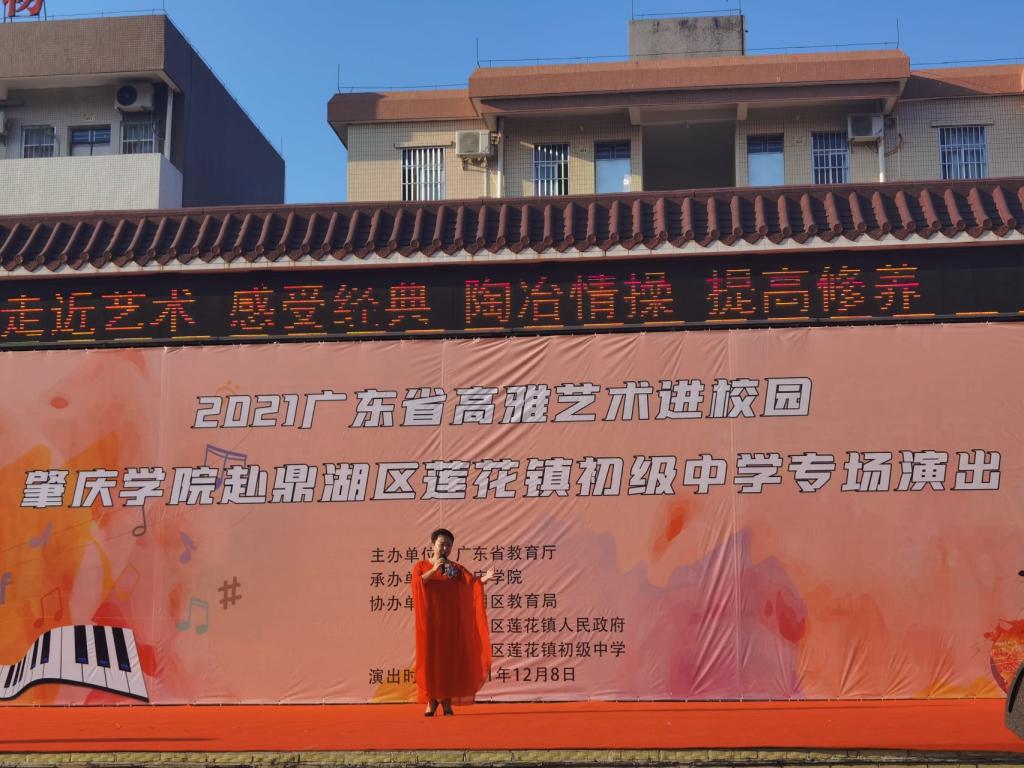 杨
走近艺术 感受经典 陶冶情操 提高修养
2021广东省高雅艺术进校园
肇庆学院赴鼎湖区莲花镇初级中学专场演出
主办单位 广东省教育厅
承办单 庆学院
协办单 湖区教育局
区莲花镇人民政府
区莲花镇初级中学
演出时 1年12月8日